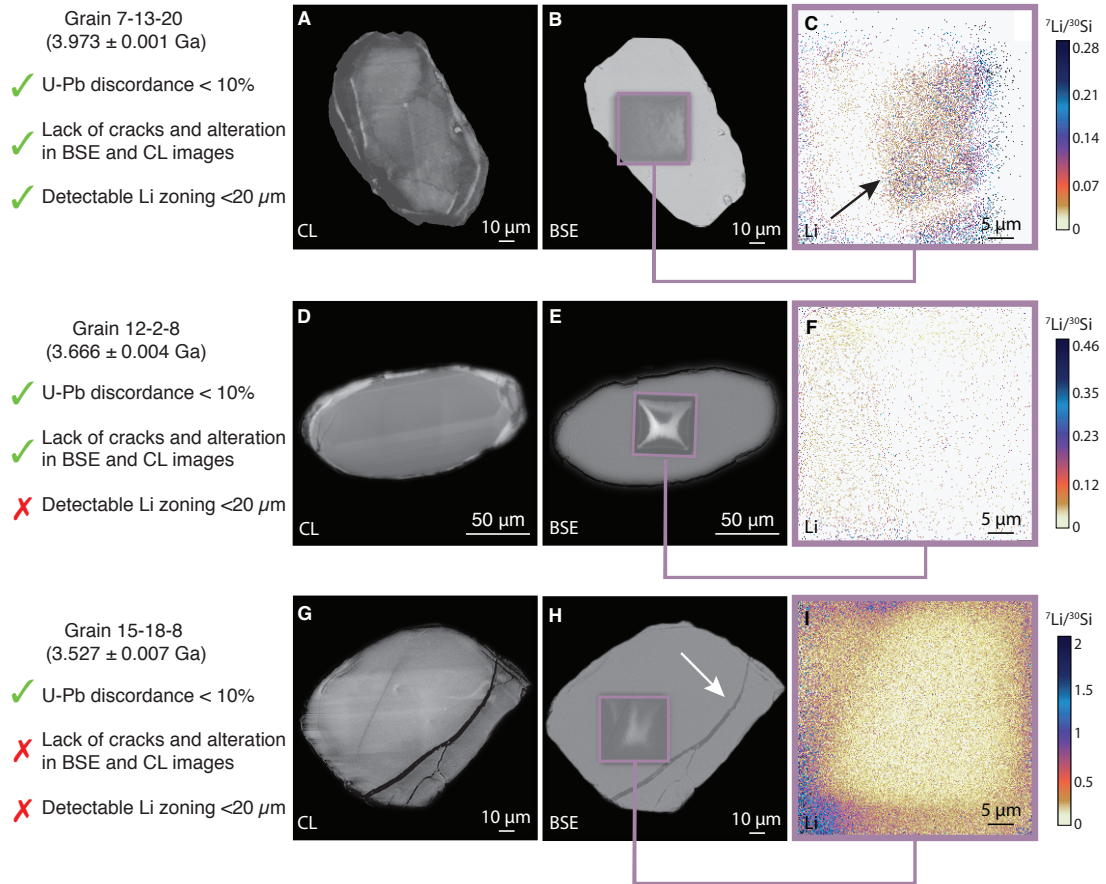 Grain 7-13-20
(3.973 ± 0.001 Ga)
✓ U-Pb discordance < 10%
✓ Lack of cracks and alteration
in BSE and CL images
✓ Detectable Li zoning <20 µm
A
CL
10 µm
B
BSE
10 µm
C
Li
5 µm
⁷Li/³⁰Si
0.28
0.21
0.14
0.07
0
Grain 12-2-8
(3.666 ± 0.004 Ga)
✓ U-Pb discordance < 10%
✓ Lack of cracks and alteration
in BSE and CL images
✗ Detectable Li zoning <20 µm
D
CL
50 µm
E
BSE
50 µm
F
Li
5 µm
⁷Li/³⁰Si
0.46
0.35
0.23
0.12
0
Grain 15-18-8
(3.527 ± 0.007 Ga)
✓ U-Pb discordance < 10%
✗ Lack of cracks and alteration
in BSE and CL images
✗ Detectable Li zoning <20 µm
G
CL
10 µm
H
BSE
10 µm
I
Li
5 µm
⁷Li/³⁰Si
2
1.5
1
0.5
0